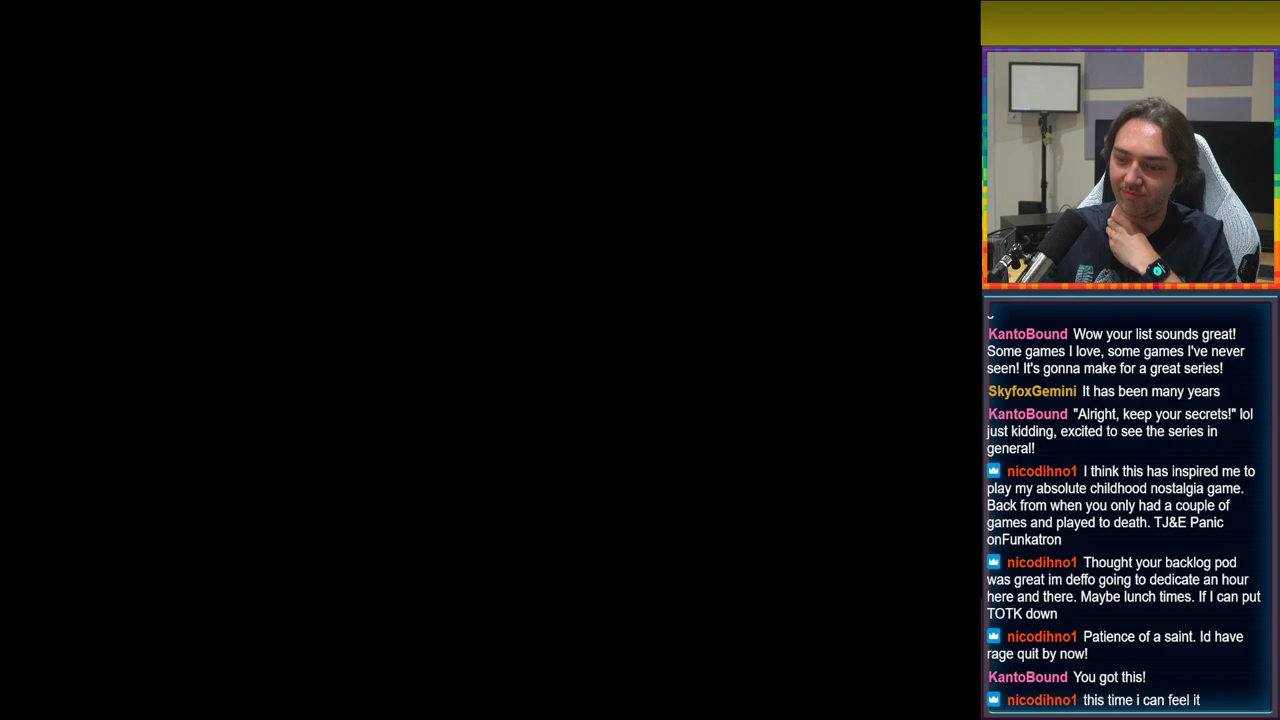 KantoBound Wow your list sounds great!
Some games I love, some games I've never
seen! It's gonna make for a great series!
SkyfoxGemini It has been many years
KantoBound "Alright, keep your secrets!" lol
just kidding, excited to see the series in
general!
nicodihno1 I think this has inspired me to
play my absolute childhood nostalgia game.
Back from when you only had a couple of
games and played to death. TJ&E Panic
onFunkatron
nicodihno1 Thought your backlog pod
was great im deffo going to dedicate an hour
here and there. Maybe lunch times. If I can put
TOTK down
nicodihno1 Patience of a saint. Id have
rage quit by now!
KantoBound You got this!
nicodihno1 this time i can feel it